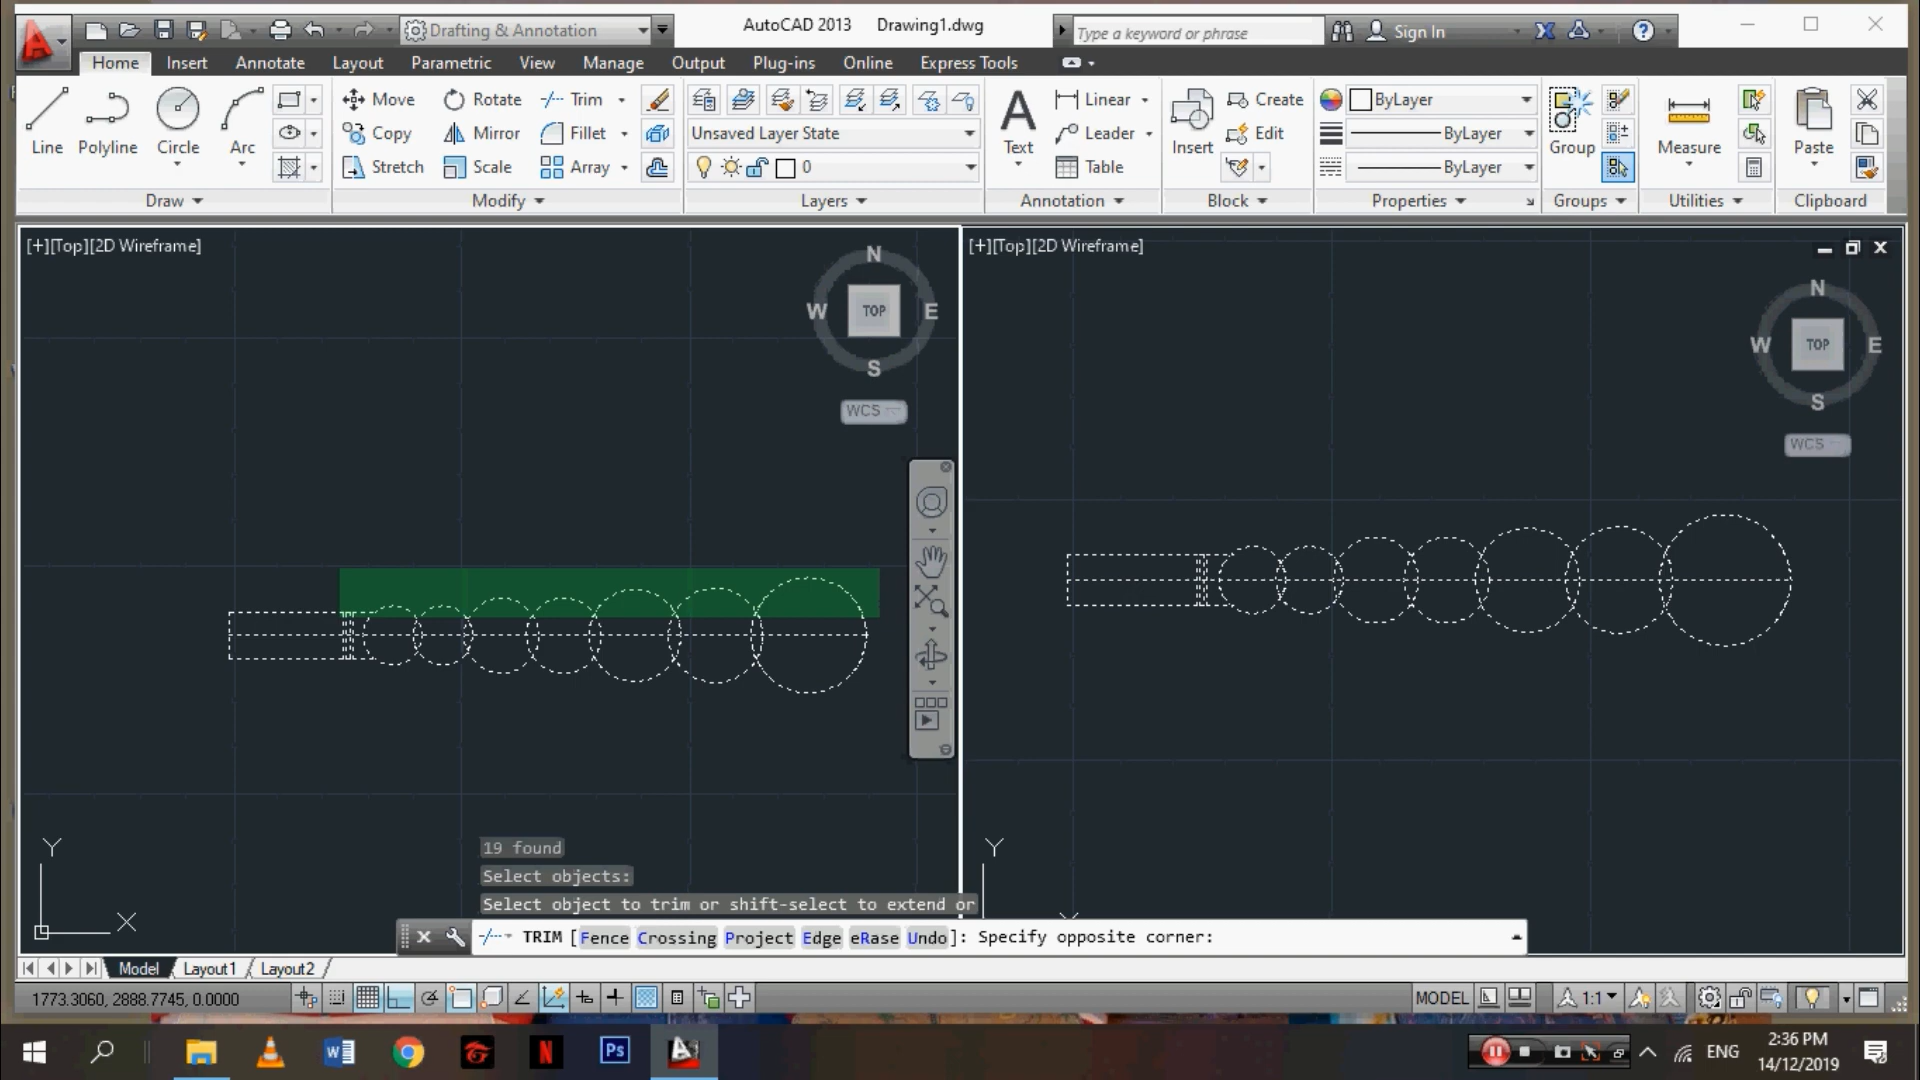 Drafting & Annotation
AutoCAD 2013 Drawing1.dwg
Type a keyword or phrase
Sign In
Home Insert Annotate Layout Parametric View Manage Output Plug-ins Online Express Tools
Line Polyline Circle Arc
Move Rotate Trim
Copy Mirror Fillet
Stretch Scale Array
Unsaved Layer State
0
Text
Linear
Leader
Table
Insert
Create
Edit
ByLayer
ByLayer
ByLayer
Group
Measure
Paste
Draw Modify Layers Annotation Block Properties Groups Utilities Clipboard
[+][Top][2D Wireframe]
N
W TOP E
S
WCS
[+][Top][2D Wireframe]
N
W TOP E
S
WCS
Y
X
Y
19 found
Select objects:
Select object to trim or shift-select to extend or
TRIM [Fence Crossing Project Edge eRase Undo]: Specify opposite corner:
Model Layout1 Layout2
1773.3060, 2888.7745, 0.0000
MODEL
1:1
Ps
ENG
2:36 PM
14/12/2019